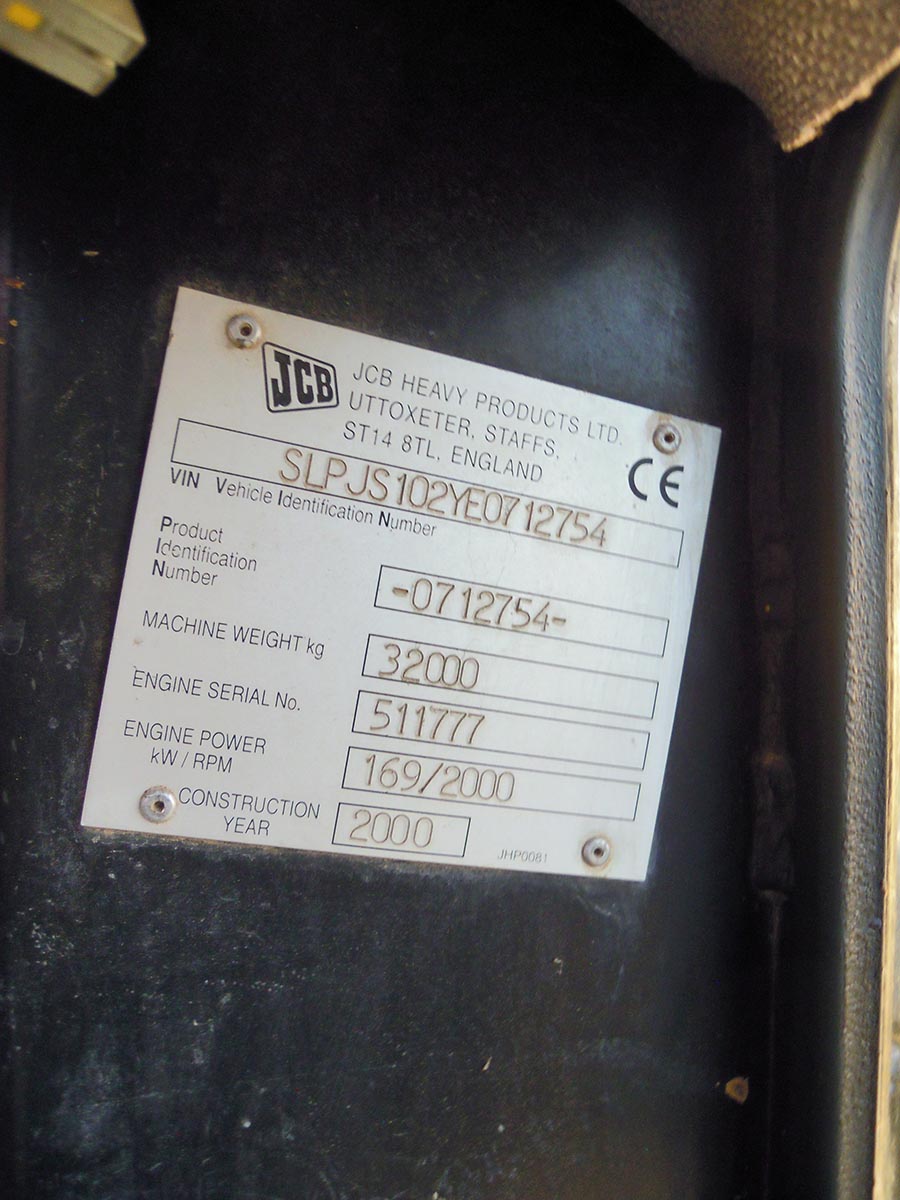 JCB
JCB HEAVY PRODUCTS LTD.
UTTOXETER, STAFFS,
ST14 8TL, ENGLAND
CE
SLPJS102YE0712754
VIN Vehicle Identification Number
Product
Identification
Number
-0712754-
MACHINE WEIGHT kg
32000
ENGINE SERIAL No.
511777
ENGINE POWER
kW / RPM
169/2000
CONSTRUCTION
YEAR
2000
JHP0081